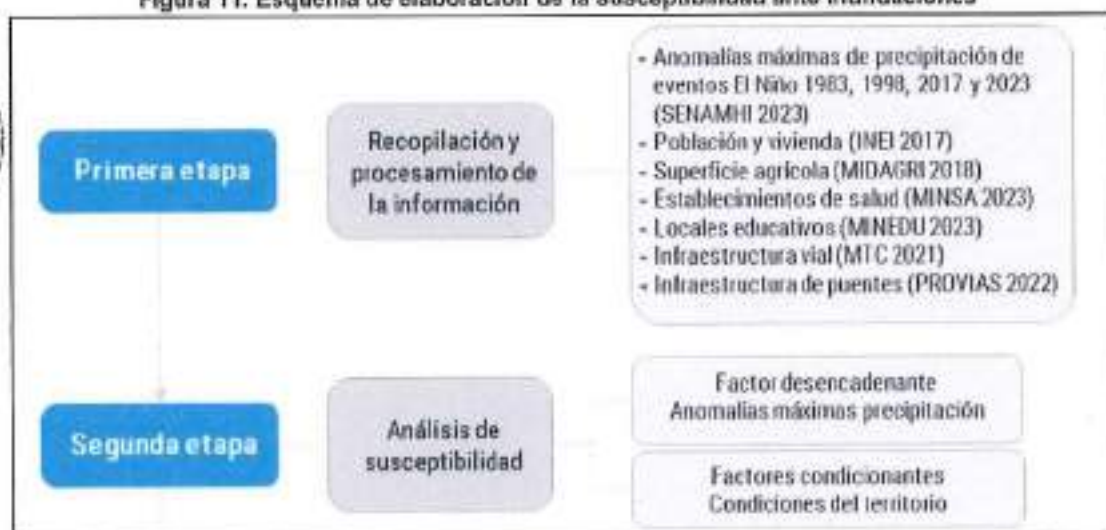 Figura 11. Esquema de elaboración de la susceptibilidad ante inundaciones
Primera etapa
Recopilación y
procesamiento de
la información
- Anomalías máximas de precipitación de
eventos El Niño 1983, 1998, 2017 y 2023
(SENAMHI 2023)
- Población y vivienda (INEI 2017)
- Superficie agrícola (MIDAGRI 2018)
- Establecimientos de salud (MINSA 2023)
- Locales educativos (MINEDU 2023)
- Infraestructura vial (MTC 2021)
- Infraestructura de puentes (PROVIAS 2022)
Segunda etapa
Análisis de
susceptibilidad
Factor desencadenante
Anomalías máximas precipitación
Factores condicionantes
Condiciones del territorio